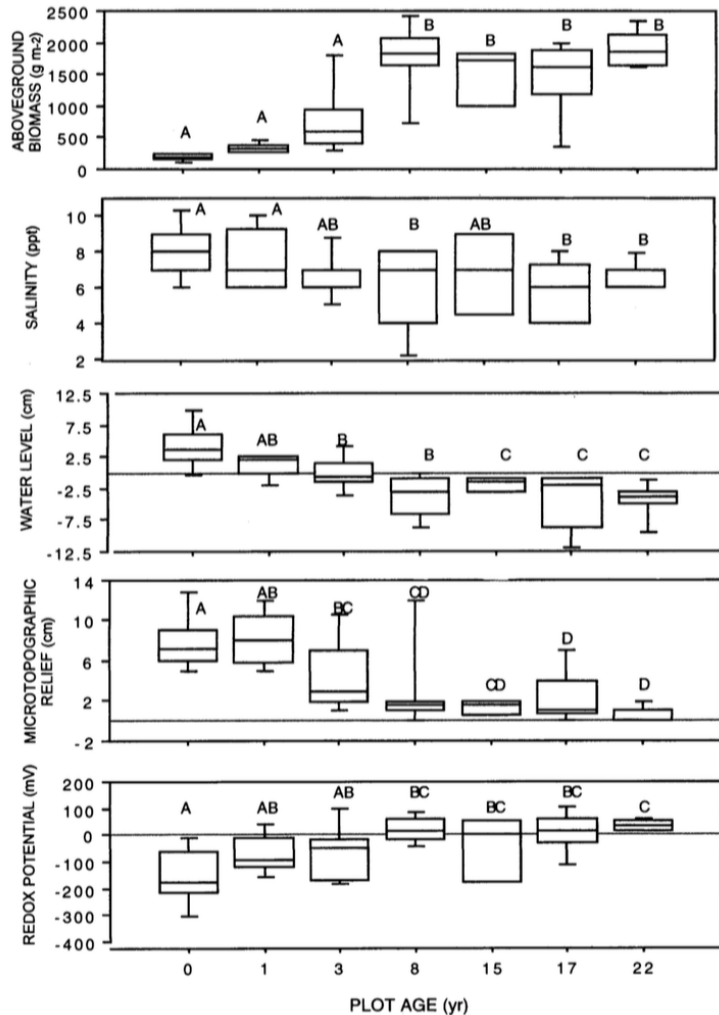 ABOVEGROUND
BIOMASS (g m-2)
2500
2000
1500
1000
500
0
A
A
A
B
B
B
B
SALINITY (ppt)
10
8
6
4
2
A
A
AB
B
AB
B
B
WATER LEVEL (cm)
12.5
7.5
2.5
-2.5
-7.5
-12.5
A
AB
B
B
C
C
C
MICROTOPOGRAPHIC
RELIEF (cm)
14
10
6
2
-2
A
AB
BC
CD
CD
D
D
REDOX POTENTIAL (mV)
200
100
0
-100
-200
-300
-400
A
AB
AB
BC
BC
BC
C
0 1 3 8 15 17 22
PLOT AGE (yr)